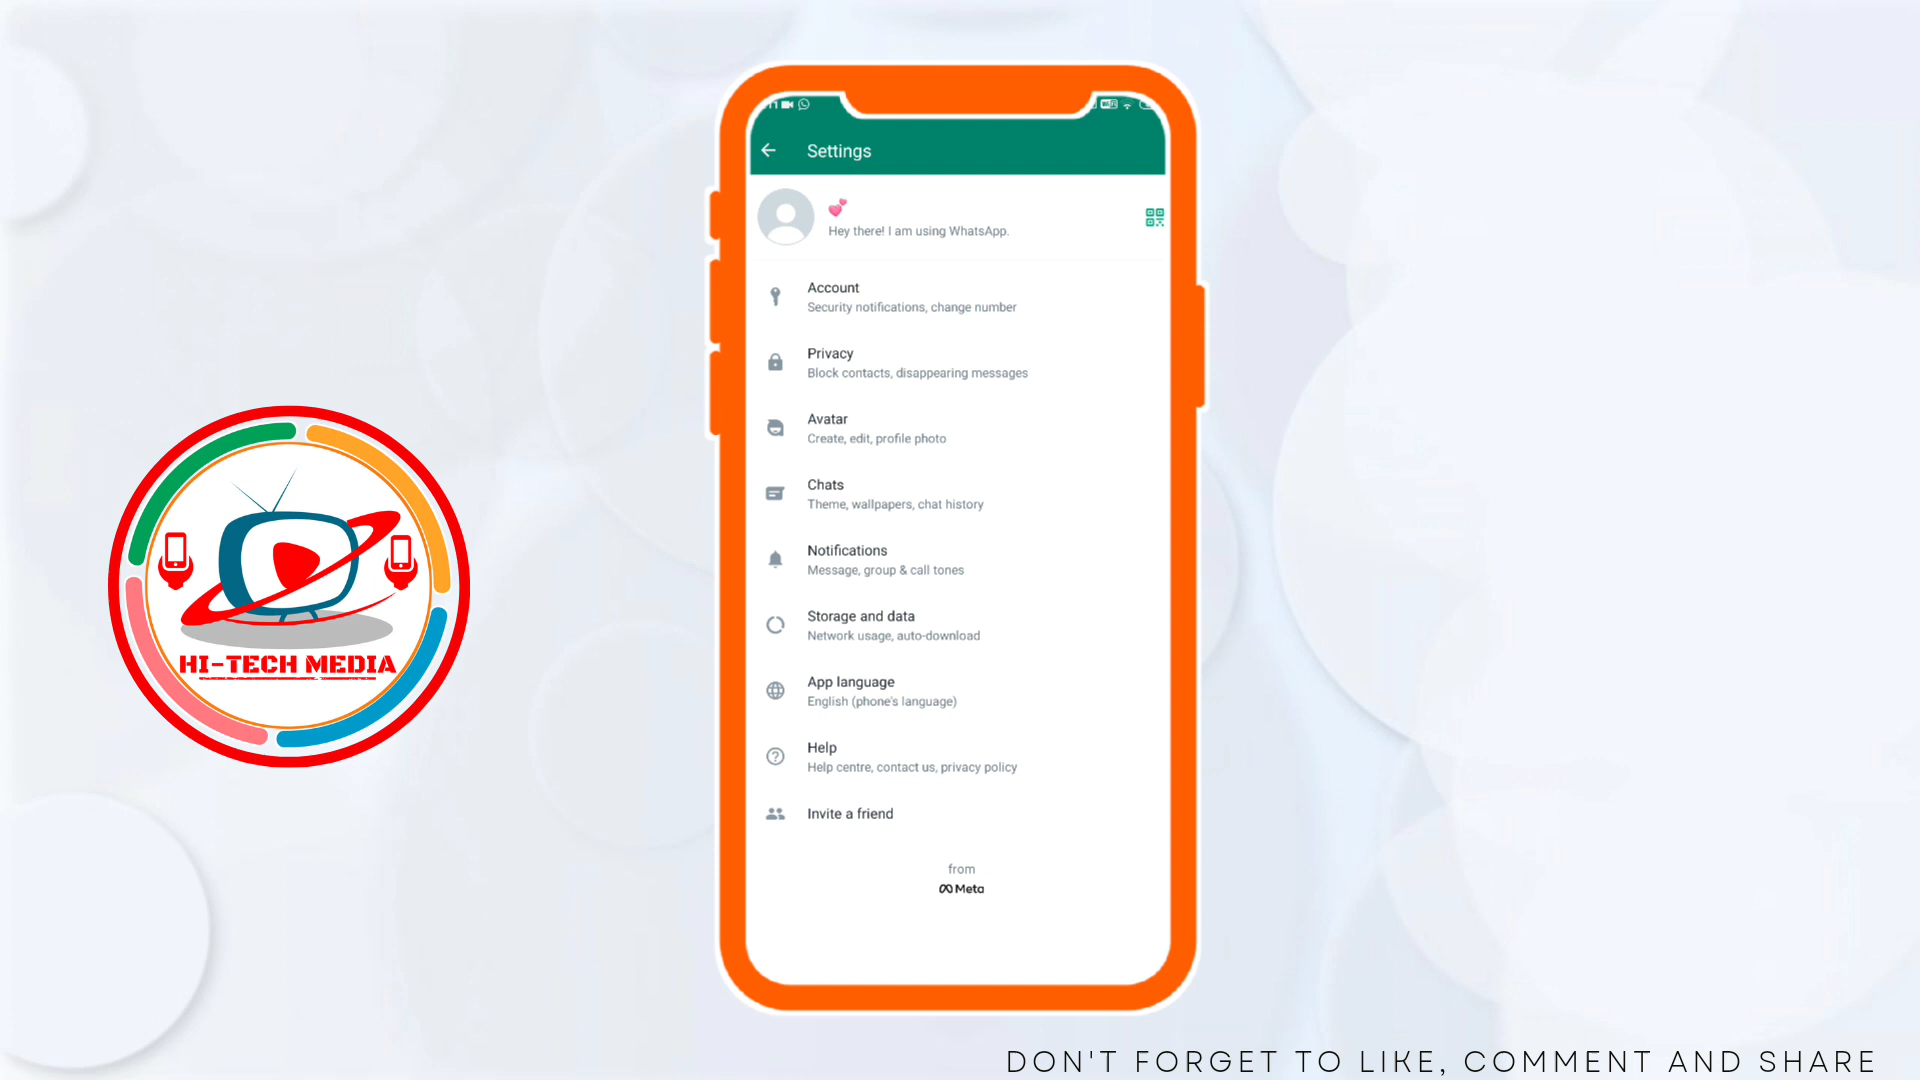 Settings
💕
Hey there! I am using WhatsApp.
Account
Security notifications, change number
Privacy
Block contacts, disappearing messages
Avatar
Create, edit, profile photo
Chats
Theme, wallpapers, chat history
Notifications
Message, group & call tones
Storage and data
Network usage, auto-download
App language
English (phone's language)
Help
Help centre, contact us, privacy policy
Invite a friend
from
Meta
HI-TECH MEDIA
DON'T FORGET TO LIKE, COMMENT AND SHARE